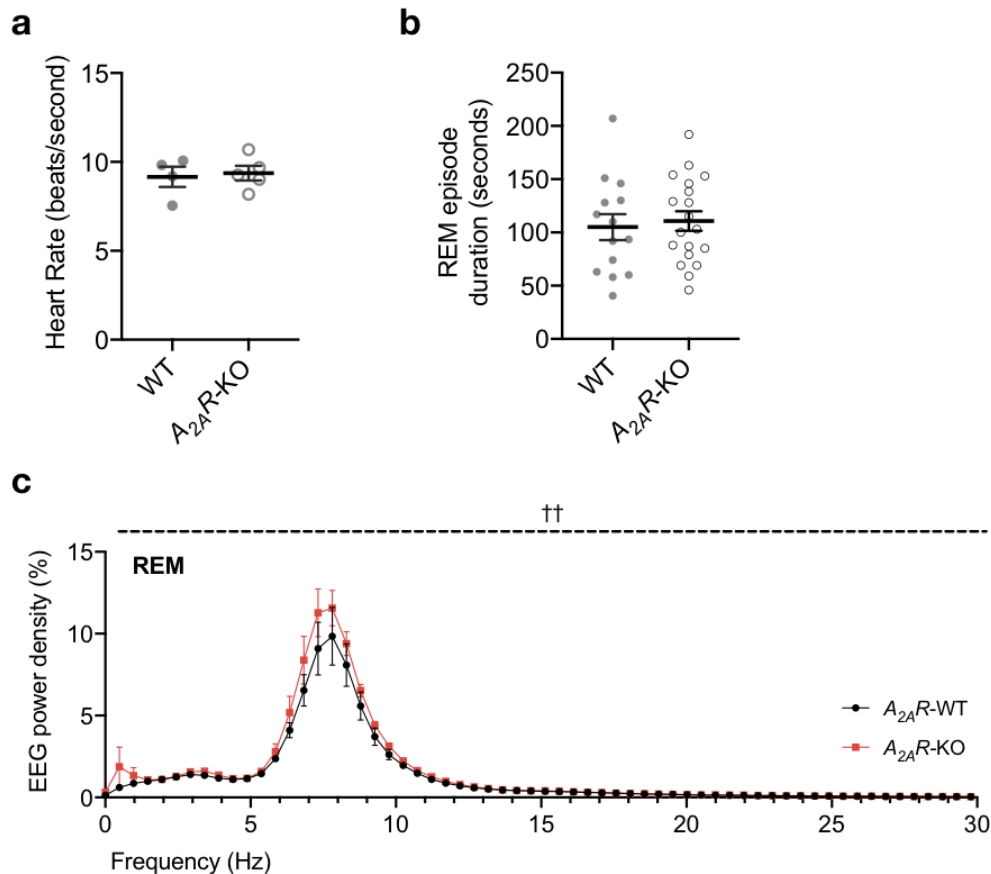 a
Heart Rate (beats/second)
15
10
5
0
WT
A2AR-KO
b
REM episode
duration (seconds)
250
200
150
100
50
0
WT
A2AR-KO
c
††
EEG power density (%)
15
10
5
0
REM
A2AR-WT
A2AR-KO
0 5 10 15 20 25 30
Frequency (Hz)